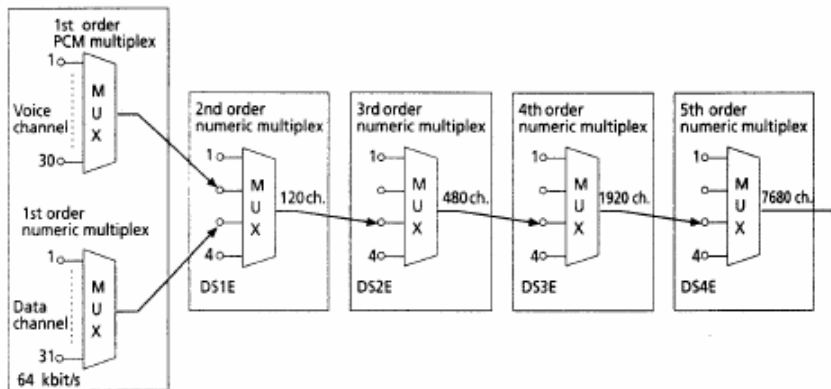 1st order
PCM multiplex
1
M
U
X
Voice
channel
30
1st order
numeric multiplex
1
M
U
X
Data
channel
31
64 kbit/s
2nd order
numeric multiplex
1
M
U
X
4
120ch.
DS1E
3rd order
numeric multiplex
1
M
U
X
4
480 ch.
DS2E
4th order
numeric multiplex
1
M
U
X
4
1920 ch.
DS3E
5th order
numeric multiplex
1
M
U
X
4
7680 ch.
DS4E